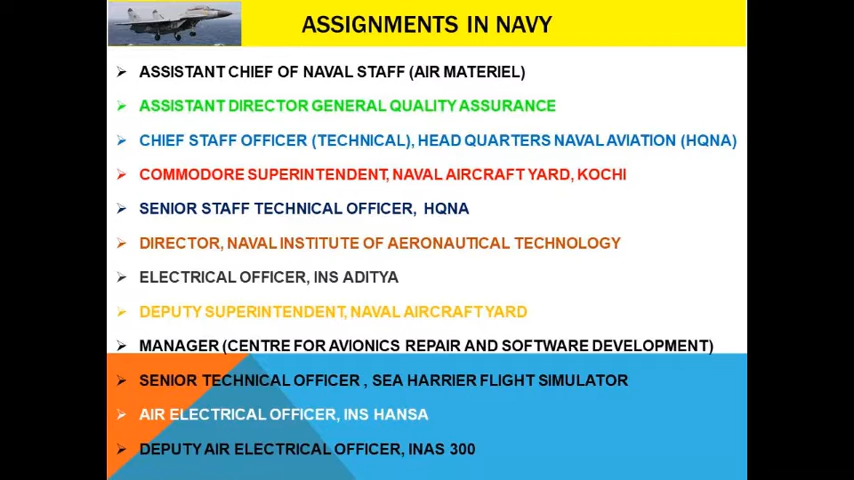 ASSIGNMENTS IN NAVY
ASSISTANT CHIEF OF NAVAL STAFF (AIR MATERIEL)
ASSISTANT DIRECTOR GENERAL QUALITY ASSURANCE
CHIEF STAFF OFFICER (TECHNICAL), HEAD QUARTERS NAVAL AVIATION (HQNA)
COMMODORE SUPERINTENDENT, NAVAL AIRCRAFT YARD, KOCHI
SENIOR STAFF TECHNICAL OFFICER, HQNA
DIRECTOR, NAVAL INSTITUTE OF AERONAUTICAL TECHNOLOGY
ELECTRICAL OFFICER, INS ADITYA
DEPUTY SUPERINTENDENT, NAVAL AIRCRAFT YARD
MANAGER (CENTRE FOR AVIONICS REPAIR AND SOFTWARE DEVELOPMENT)
SENIOR TECHNICAL OFFICER , SEA HARRIER FLIGHT SIMULATOR
AIR ELECTRICAL OFFICER, INS HANSA
DEPUTY AIR ELECTRICAL OFFICER, INAS 300